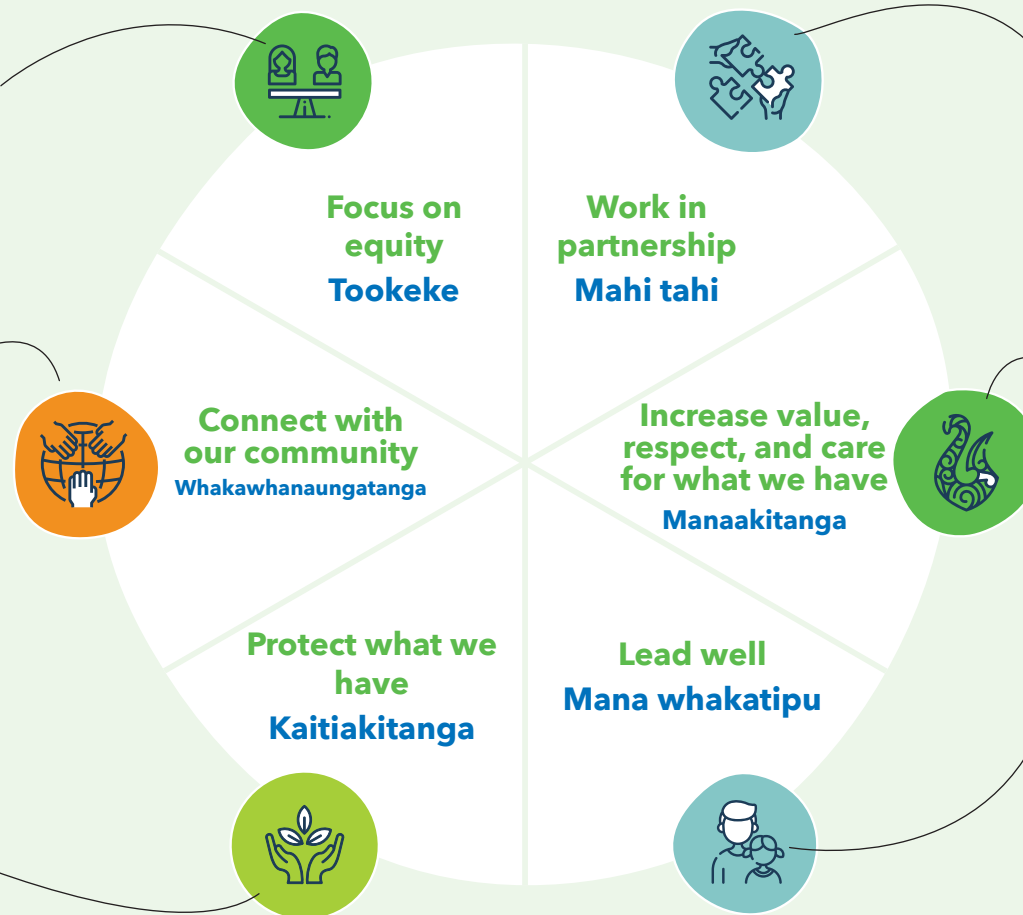 Focus on
equity
Tookeke
Work in
partnership
Mahi tahi
Connect with
our community
Whakawhanaungatanga
Increase value,
respect, and care
for what we have
Manaakitanga
Protect what we
have
Kaitiakitanga
Lead well
Mana whakatipu